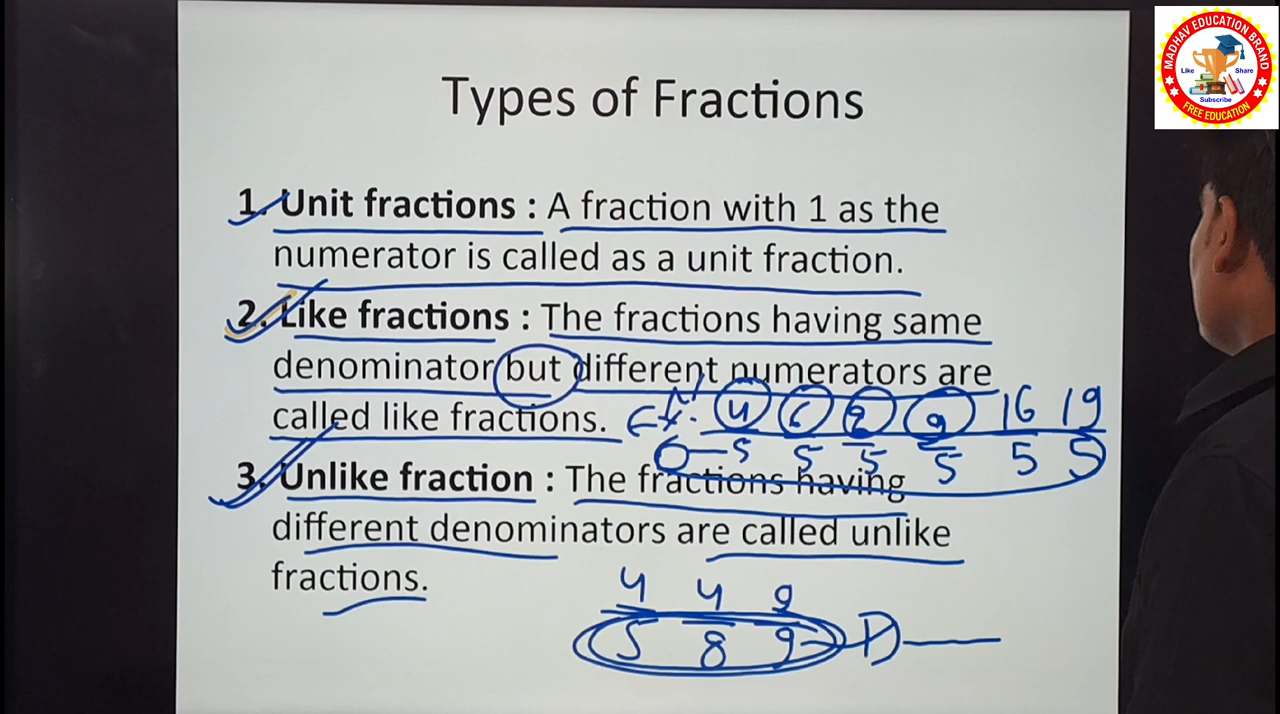 MADHAV EDUCATION BRAND
Like Share
Subscribe
FREE EDUCATION
Types of Fractions
1. Unit fractions : A fraction with 1 as the
numerator is called as a unit fraction.
2. Like fractions : The fractions having same
denominator but different numerators are
called like fractions.
Ex. 4 6 2 9 16 19
5 5 5 5 5 5
3. Unlike fraction : The fractions having
different denominators are called unlike
fractions.
4 4 9
5 8 9 D